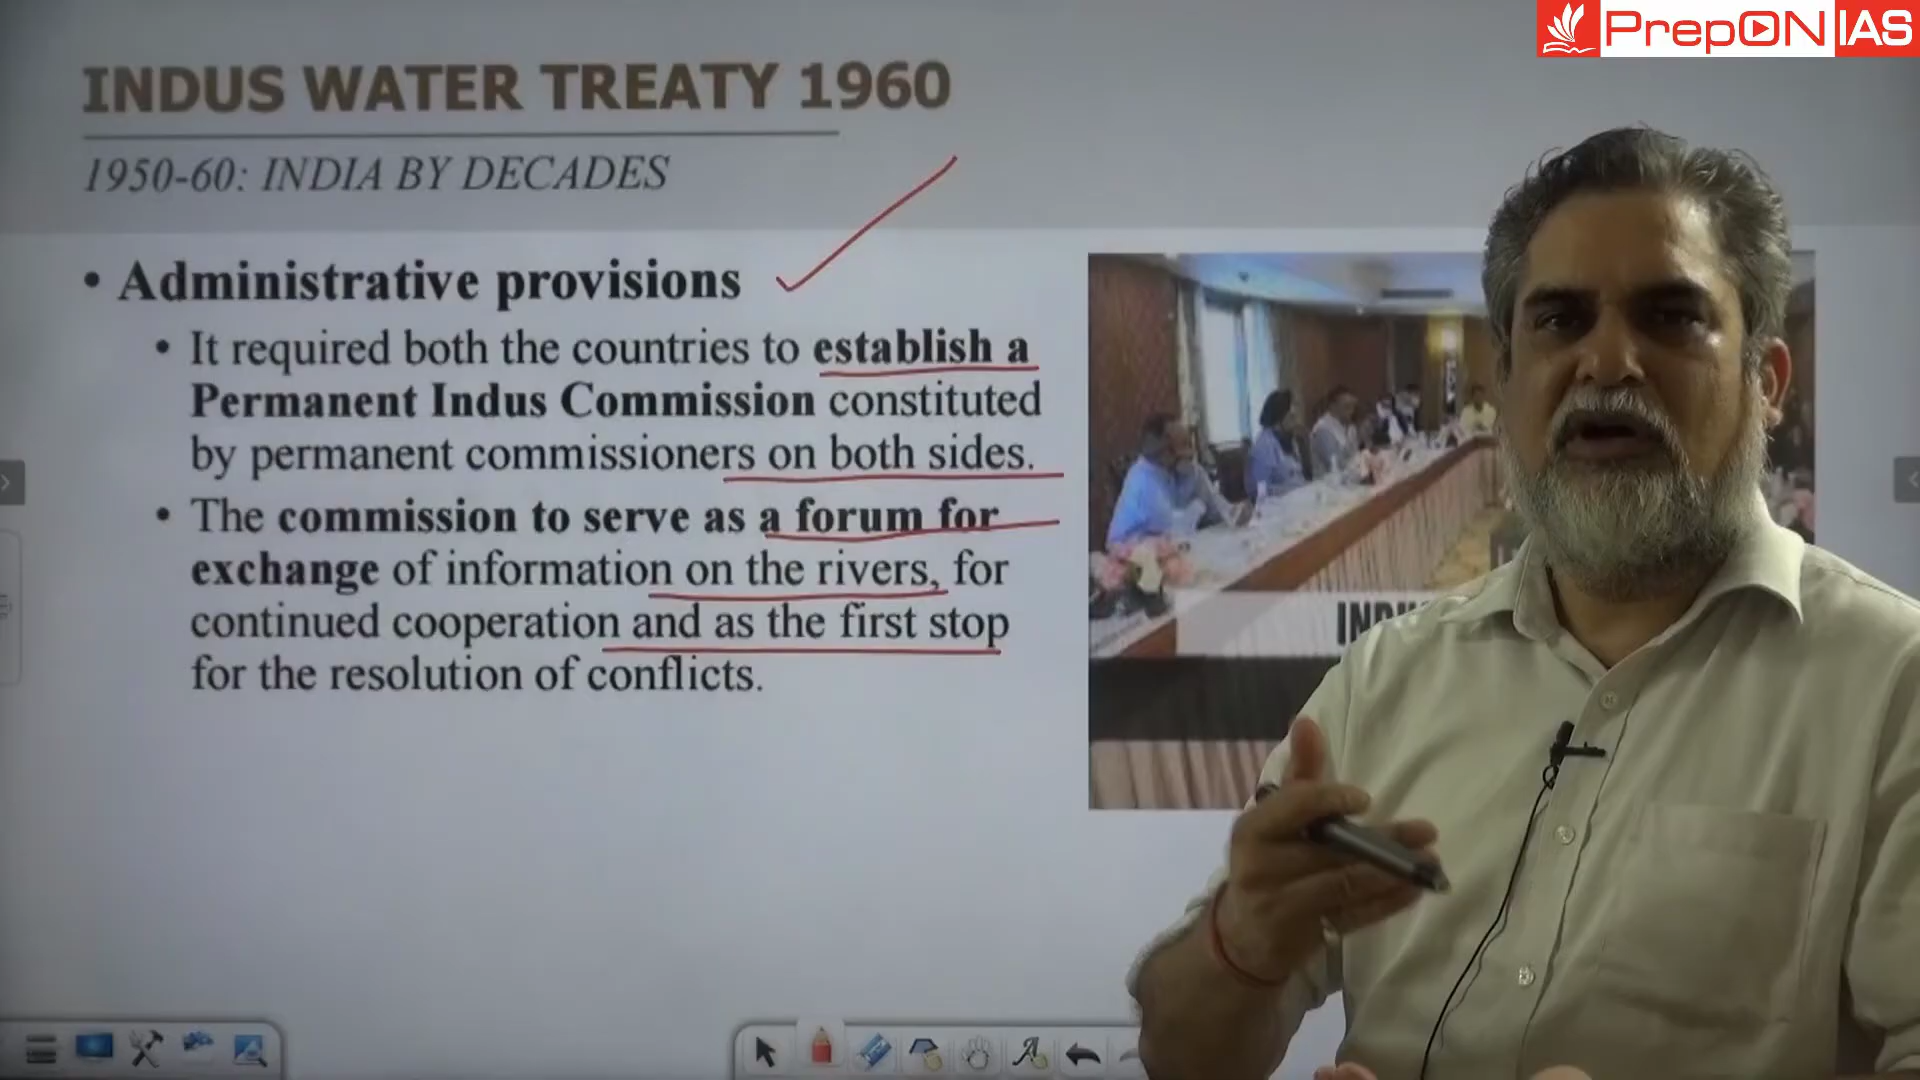 PrepON IAS
INDUS WATER TREATY 1960
1950-60: INDIA BY DECADES
• Administrative provisions
• It required both the countries to establish a
Permanent Indus Commission constituted
by permanent commissioners on both sides.
• The commission to serve as a forum for
exchange of information on the rivers, for
continued cooperation and as the first stop
for the resolution of conflicts.